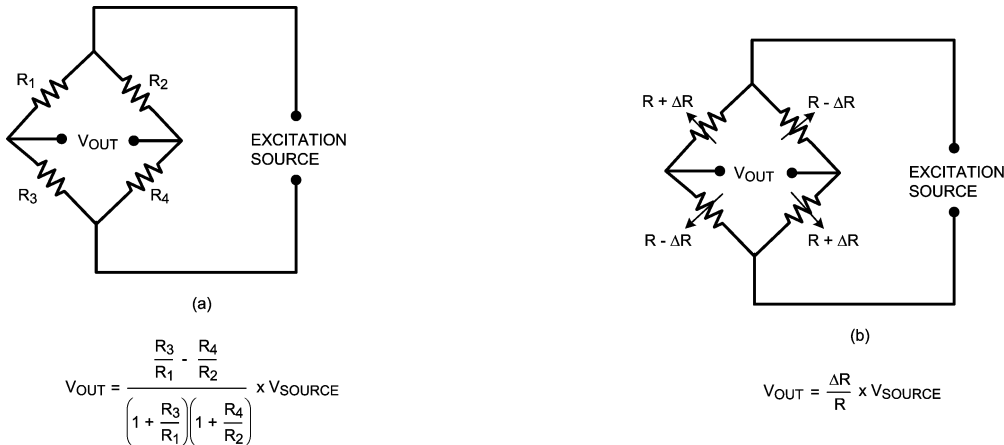 R1
R2
VOUT
R3
R4
EXCITATION
SOURCE
(a)
R3/R1 - R4/R2
VOUT = ———————— x VSOURCE
(1 + R3/R1)(1 + R4/R2)
R + ΔR
R - ΔR
VOUT
R - ΔR
R + ΔR
EXCITATION
SOURCE
(b)
VOUT = ΔR/R x VSOURCE